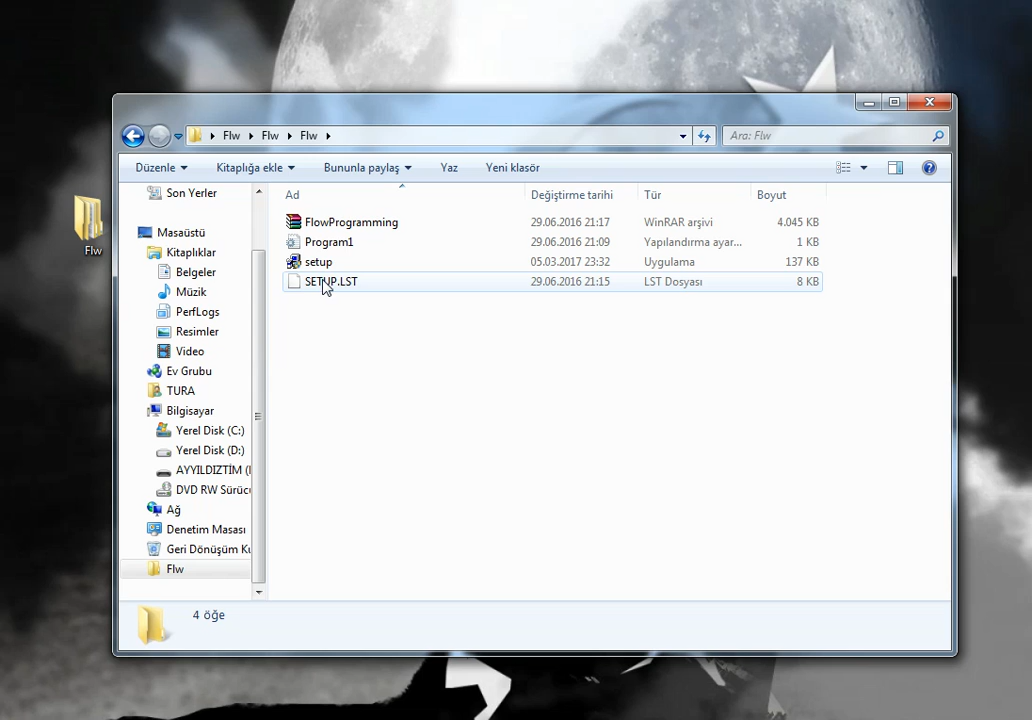 Flw
Flw Flw Flw
Ara: Flw
Düzenle Kitaplığa ekle Bununla paylaş Yaz Yeni klasör
Ad Değiştirme tarihi Tür Boyut
FlowProgramming 29.06.2016 21:17 WinRAR arşivi 4.045 KB
Program1 29.06.2016 21:09 Yapılandırma ayar... 1 KB
setup 05.03.2017 23:32 Uygulama 137 KB
SETUP.LST 29.06.2016 21:15 LST Dosyası 8 KB
Son Yerler
Masaüstü
Kitaplıklar
Belgeler
Müzik
PerfLogs
Resimler
Video
Ev Grubu
TURA
Bilgisayar
Yerel Disk (C:)
Yerel Disk (D:)
AYYILDIZTİM (
DVD RW Sürüc
Ağ
Denetim Masası
Geri Dönüşüm Ku
Flw
4 öğe